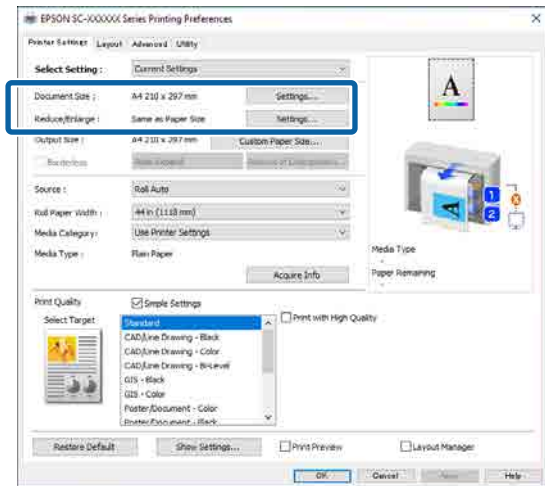 EPSON SC-XXXXXX Series Printing Preferences
Printer Settings Layout Advanced Utility
Select Setting : Current Settings
Document Size : A4 210 x 297 mm Settings...
Reduce/Enlarge : Same as Paper Size Settings...
Output Size : A4 210 x 297 mm Custom Paper Size...
Borderless
Source : Roll Auto
Roll Paper Width : 44 in (1118 mm)
Media Category: Use Printer Settings
Media Type : Plain Paper
Acquire Info
A
1
2
Media Type
-
Paper Remaining
-
Print Quality Simple Settings
Select Target
Standard
CAD/Line Drawing - Black
CAD/Line Drawing - Color
CAD/Line Drawing - Bi-Level
GIS - Black
GIS - Color
Poster/Document - Color
Poster/Document - Black
Print with High Quality
Restore Default Show Settings... Print Preview Layout Manager
OK Cancel Help